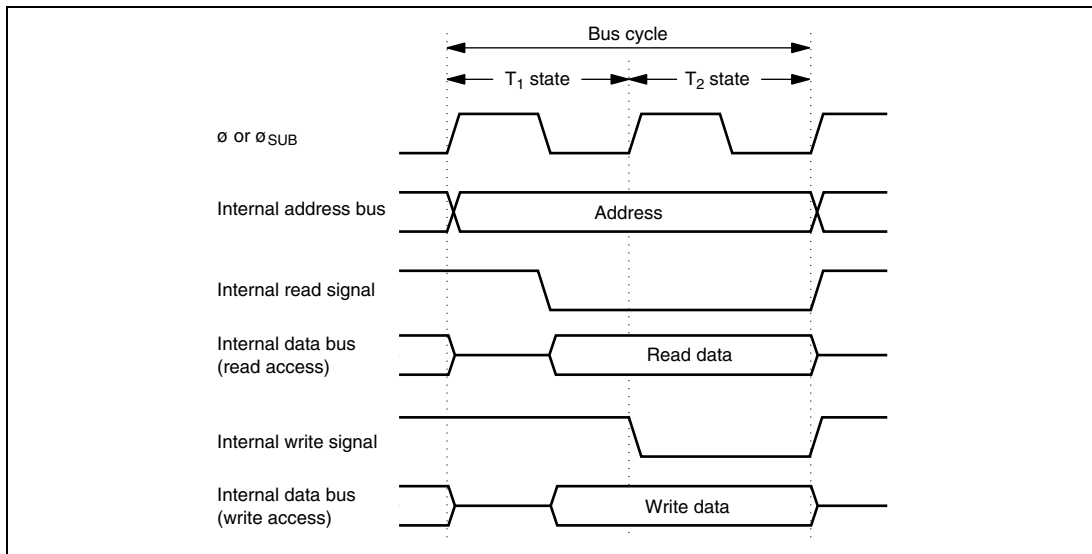 Bus cycle
T₁ state
T₂ state
ø or øSUB
Internal address bus
Address
Internal read signal
Internal data bus
(read access)
Read data
Internal write signal
Internal data bus
(write access)
Write data